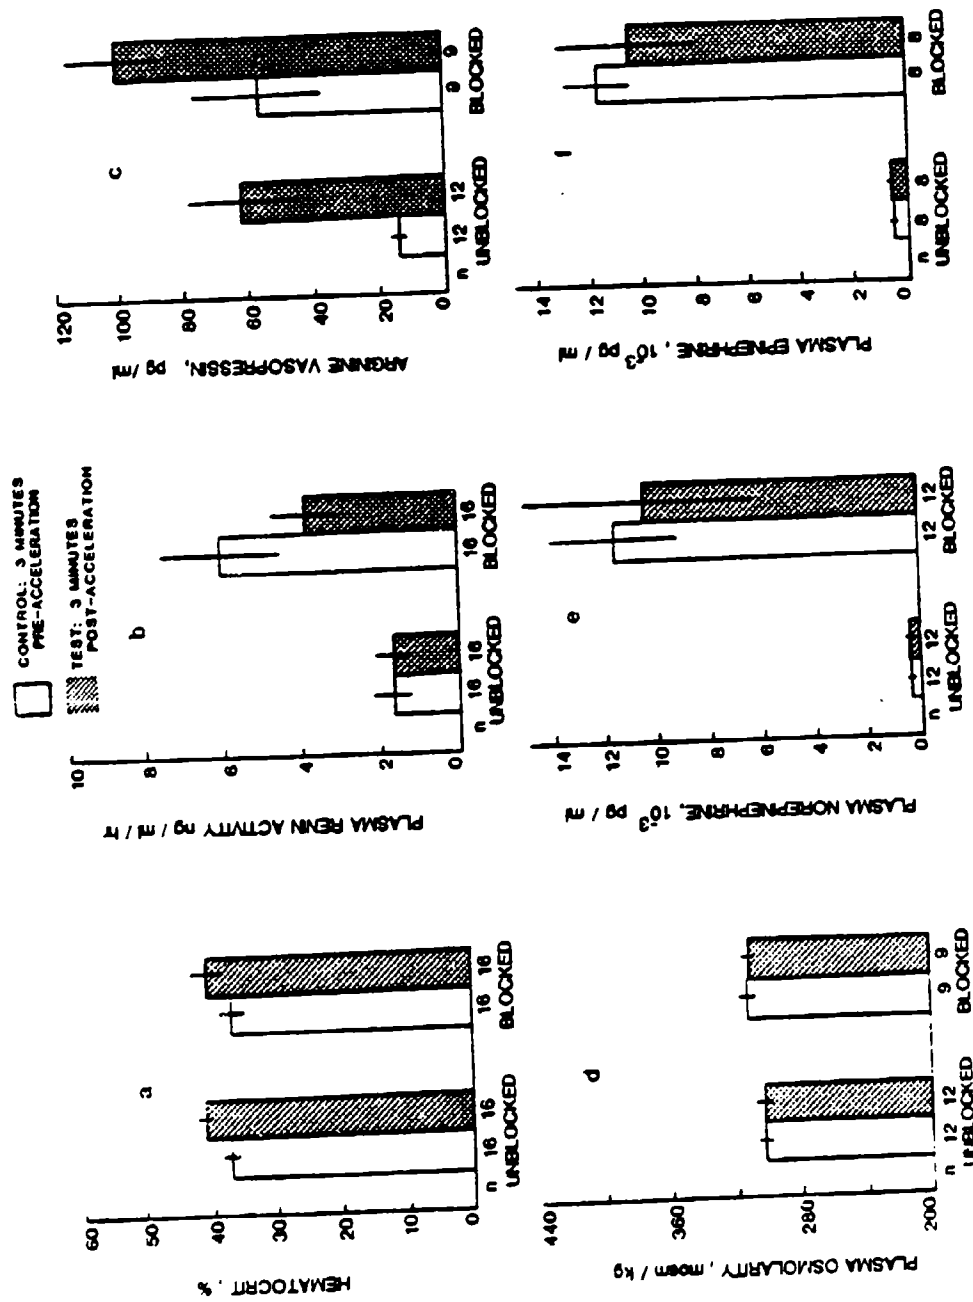 CONTROL: 3 MINUTES
PRE-ACCELERATION
TEST: 3 MINUTES
POST-ACCELERATION
a
HEMATOCRIT, %
60
50
40
30
20
10
0
n 16 16 16 16
UNBLOCKED BLOCKED
b
PLASMA RENIN ACTIVITY ng / ml / hr
10
8
6
4
2
0
n 16 16 16 16
UNBLOCKED BLOCKED
c
ARGININE VASOPRESSIN, pg / ml
120
100
80
60
40
20
0
n 12 12 9 9
UNBLOCKED BLOCKED
d
PLASMA OSMOLARITY, mosm / kg
440
360
280
200
n 12 12 9 9
UNBLOCKED BLOCKED
e
PLASMA NOREPINEPHRINE, 10-3 pg / ml
14
12
10
8
6
4
2
0
n 12 12 12 12
UNBLOCKED BLOCKED
f
PLASMA EPINEPHRINE, 10-3 pg / ml
14
12
10
8
6
4
2
0
n 8 8 8 8
UNBLOCKED BLOCKED